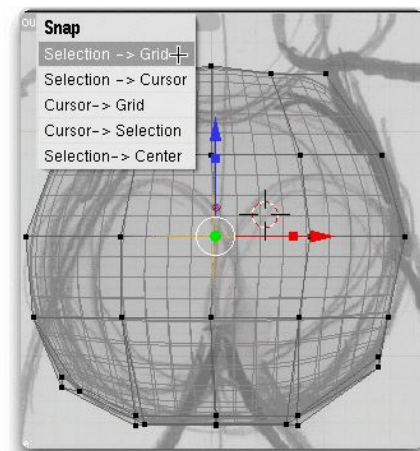 Snap
Selection -> Grid
Selection -> Cursor
Cursor-> Grid
Cursor-> Selection
Selection-> Center